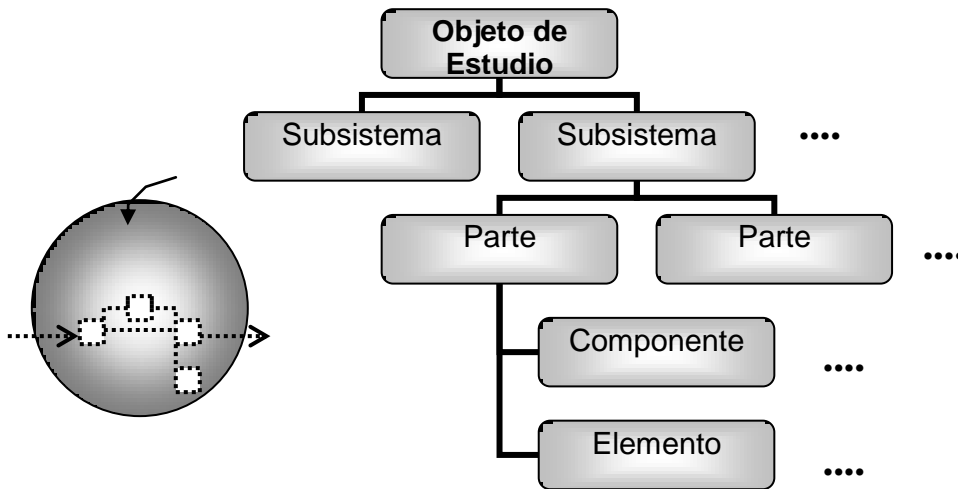 Objeto de
Estudio
Subsistema
Subsistema
....
Parte
Parte
....
Componente
....
Elemento
....